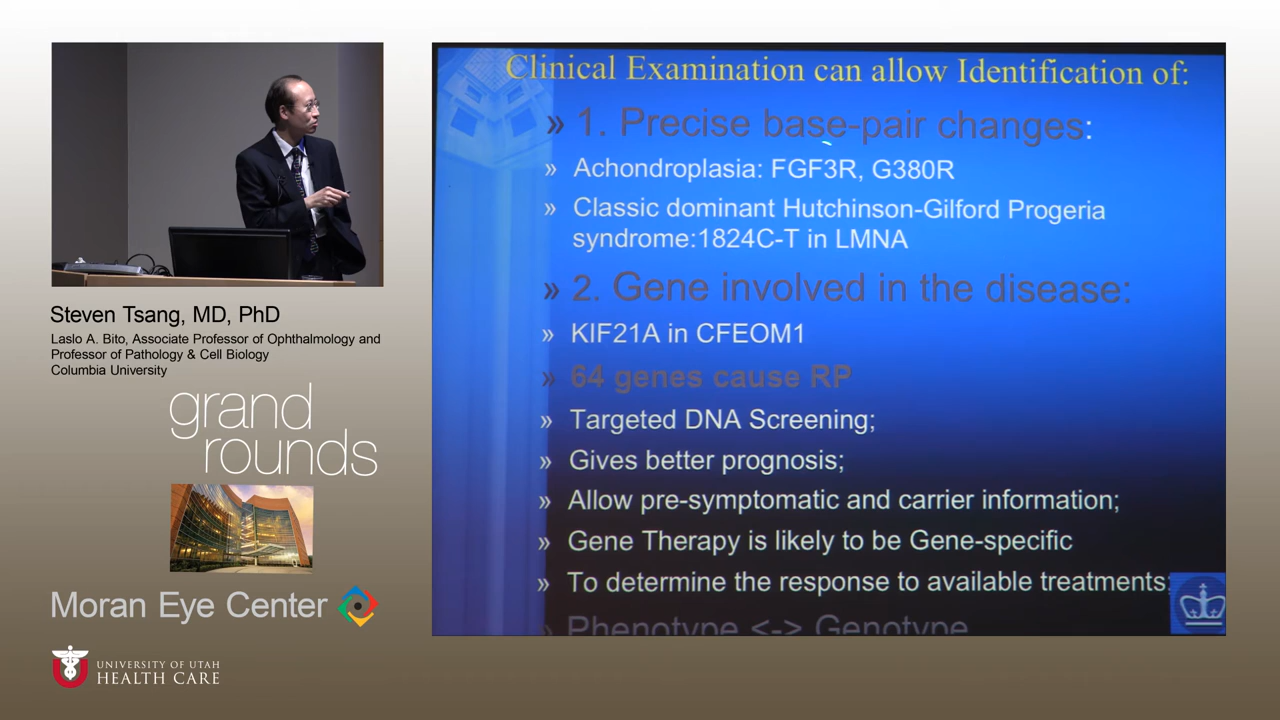 Clinical Examination can allow Identification of:
» 1. Precise base-pair changes:
» Achondroplasia: FGF3R, G380R
» Classic dominant Hutchinson-Gilford Progeria
syndrome:1824C-T in LMNA
» 2. Gene involved in the disease:
» KIF21A in CFEOM1
» 64 genes cause RP
» Targeted DNA Screening;
» Gives better prognosis;
» Allow pre-symptomatic and carrier information;
» Gene Therapy is likely to be Gene-specific
» To determine the response to available treatments;
» Phenotype <-> Genotype
Steven Tsang, MD, PhD
Laslo A. Bito, Associate Professor of Ophthalmology and
Professor of Pathology & Cell Biology
Columbia University
grand
rounds
Moran Eye Center
UNIVERSITY OF UTAH
HEALTH CARE